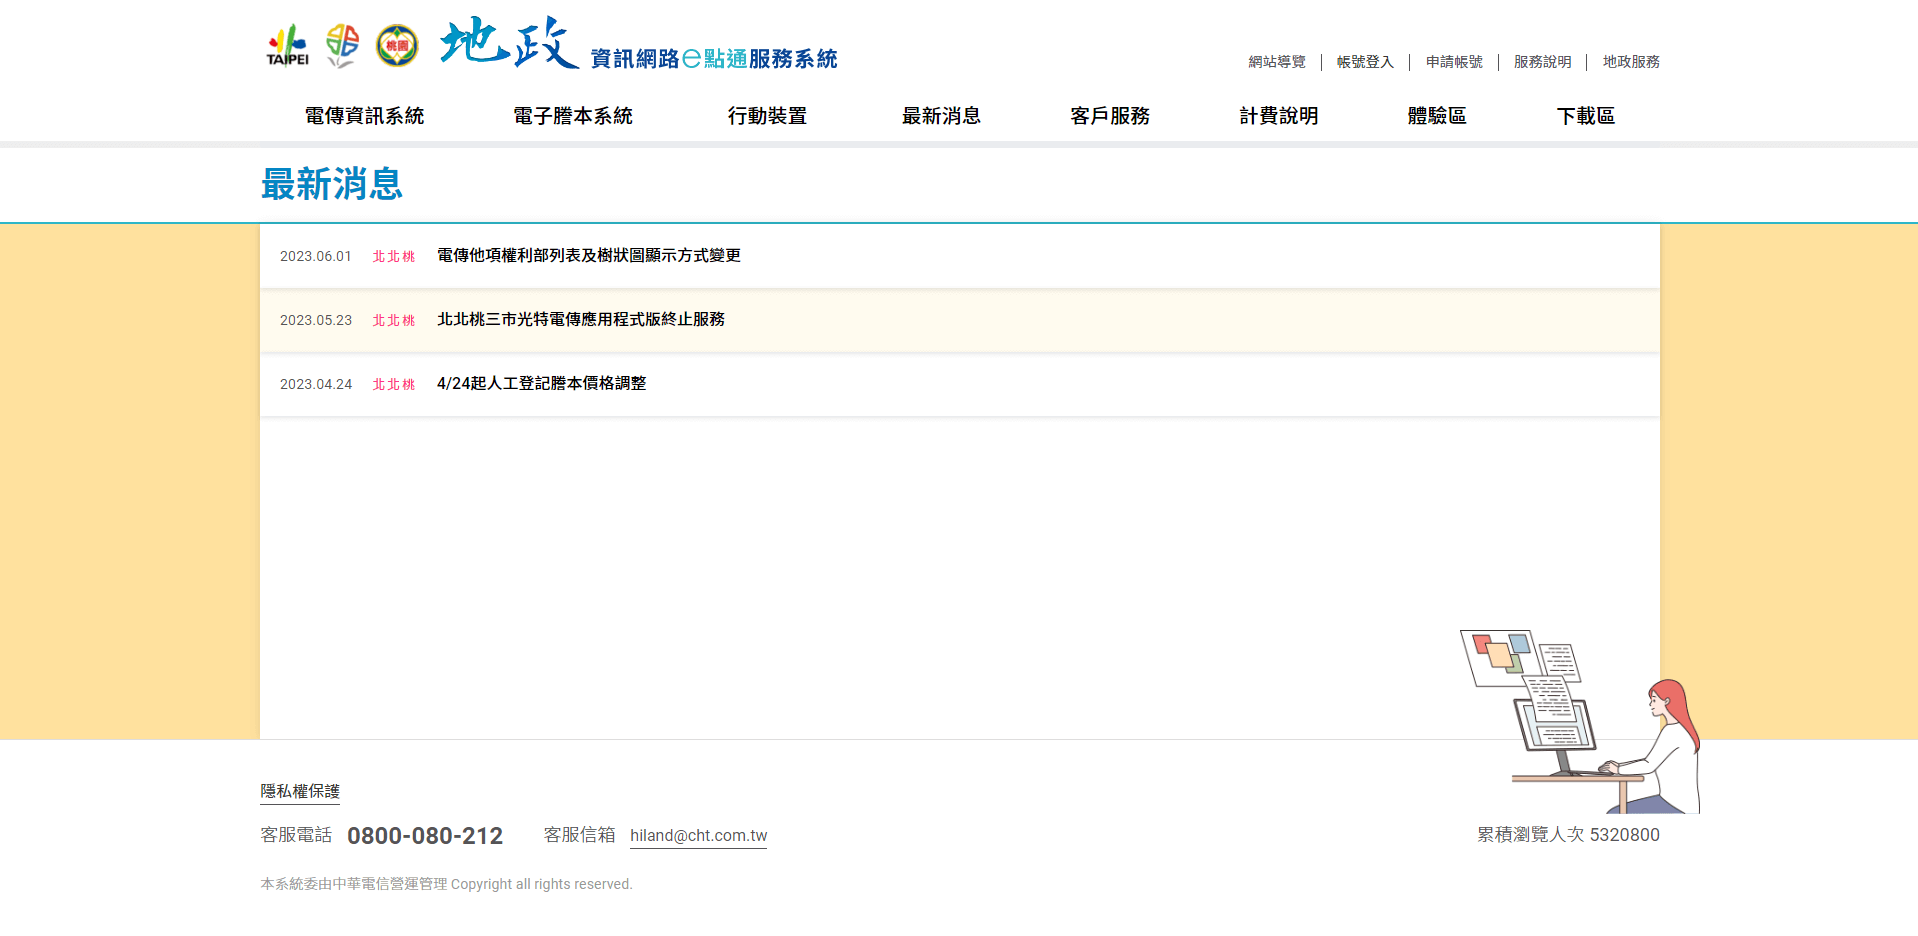 TAIPEI 桃園 地政 資訊網路e點通服務系統
網站導覽 帳號登入 申請帳號 服務說明 地政服務
電傳資訊系統 電子謄本系統 行動裝置 最新消息 客戶服務 計費說明 體驗區 下載區
最新消息
2023.06.01 北北桃 電傳他項權利部列表及樹狀圖顯示方式變更
2023.05.23 北北桃 北北桃三市光特電傳應用程式版終止服務
2023.04.24 北北桃 4/24起人工登記謄本價格調整
隱私權保護
客服電話 0800-080-212 客服信箱 hiland@cht.com.tw 累積瀏覽人次 5320800
本系統委由中華電信營運管理 Copyright all rights reserved.